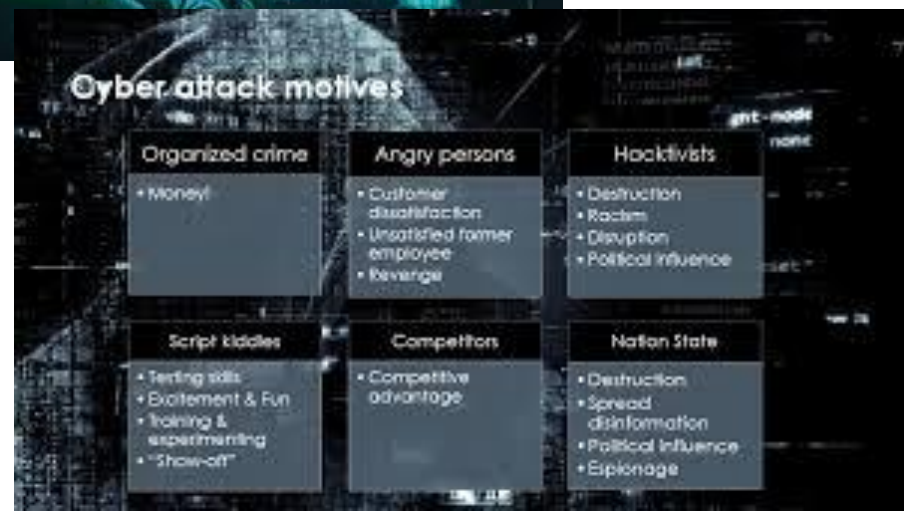 Cyber attack motives
Organized crime
• Money!
Angry persons
• Customer
dissatisfaction
• Unsatisfied former
employee
• Revenge
Hacktivists
• Destruction
• Racism
• Disruption
• Political influence
Script kiddies
• Testing skills
• Excitement & Fun
• Training &
experimenting
• "Show-off"
Competitors
• Competitive
advantage
Nation State
• Destruction
• Spread
disinformation
• Political influence
• Espionage